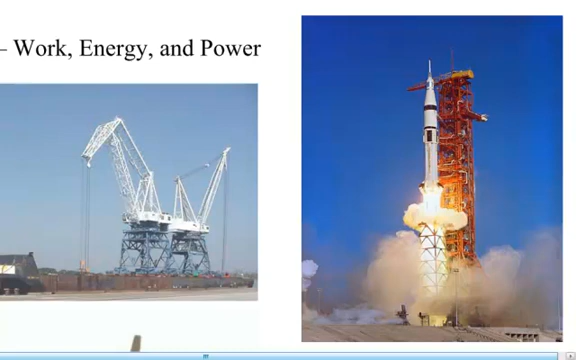 – Work, Energy, and Power